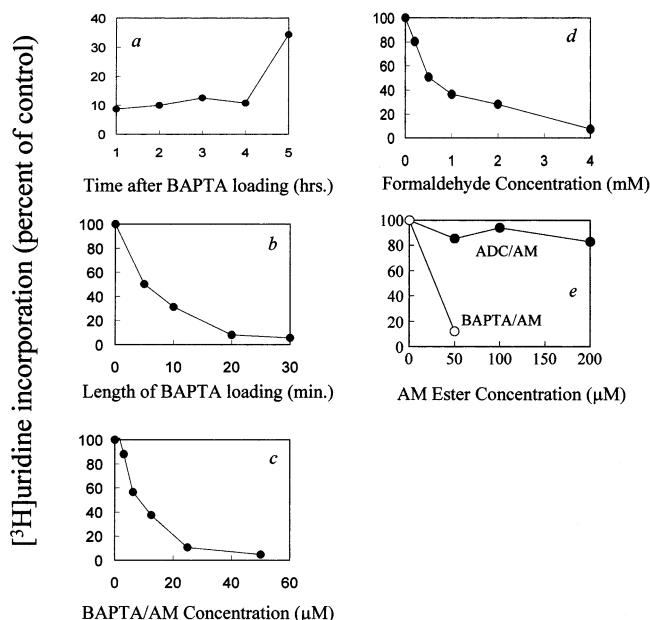 [³H]uridine incorporation (percent of control)
a
40
30
20
10
0
1 2 3 4 5
Time after BAPTA loading (hrs.)
b
100
80
60
40
20
0
0 10 20 30
Length of BAPTA loading (min.)
c
100
80
60
40
20
0
0 20 40 60
BAPTA/AM Concentration (μM)
d
100
80
60
40
20
0
0 1 2 3 4
Formaldehyde Concentration (mM)
e
100
80
60
40
20
0
ADC/AM
BAPTA/AM
0 50 100 150 200
AM Ester Concentration (μM)